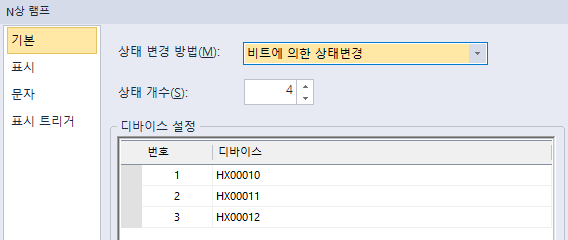 N상 램프
기본
표시
문자
표시 트리거
상태 변경 방법(M): 비트에 의한 상태변경
상태 개수(S): 4
디바이스 설정
번호 디바이스
1 HX00010
2 HX00011
3 HX00012